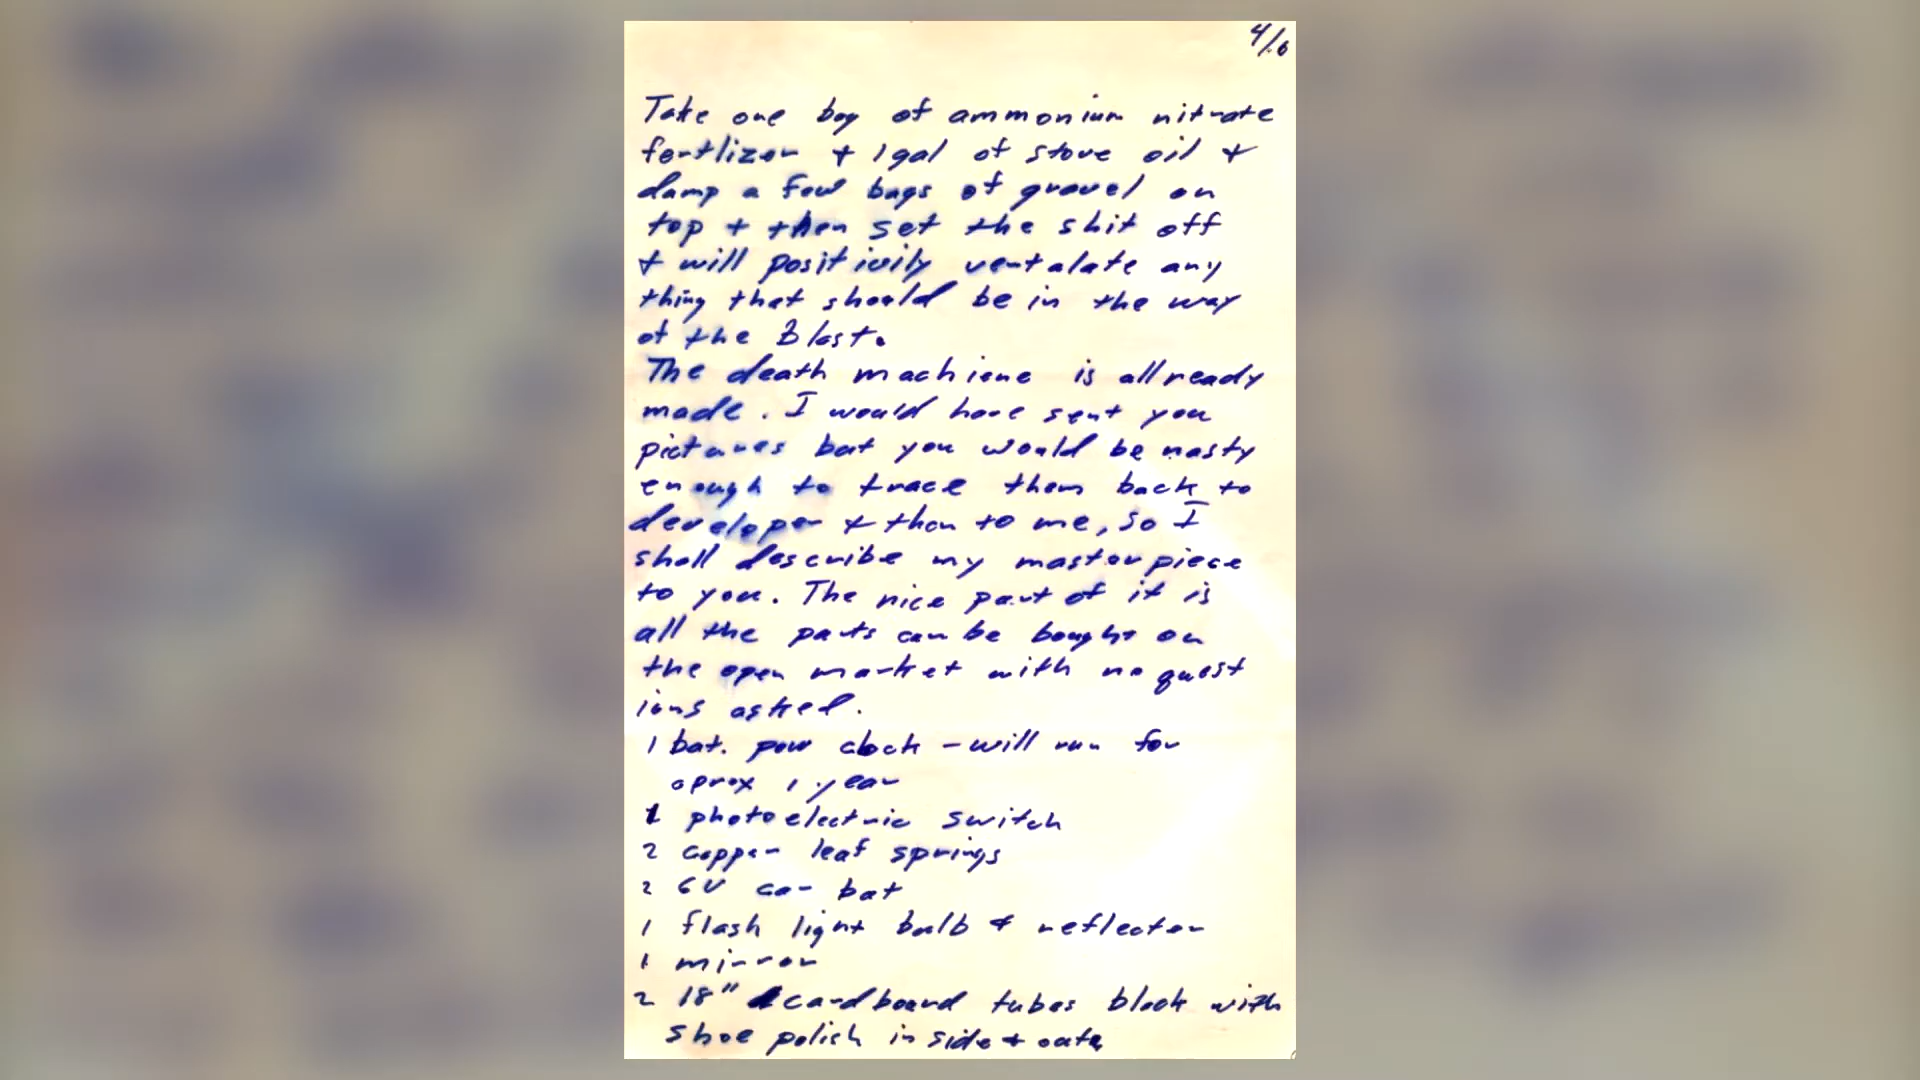 4/6
Take one bag of ammonium nitrate
fertlizer + 1 gal of stove oil &
damp a few bags of gravel on
top + then set the shit off
+ will positivily ventalate any
thing that should be in the way
of the Blast.
The death machiene is allready
made. I would have sent you
pictures but you would be nasty
enough to trace them back to
developer & then to me, so I
shall describe my masterpiece
to you. The nice part of it is
all the parts can be bought on
the open market with no quest
ions asked.
1 bat. pow clock – will run for
aprox 1 year
1 photoelectric switch
2 copper leaf springs
2 6V car bat
1 flash light bulb & reflector
1 mirror
2 18" cardboard tubes black with
shoe polish in side + oute